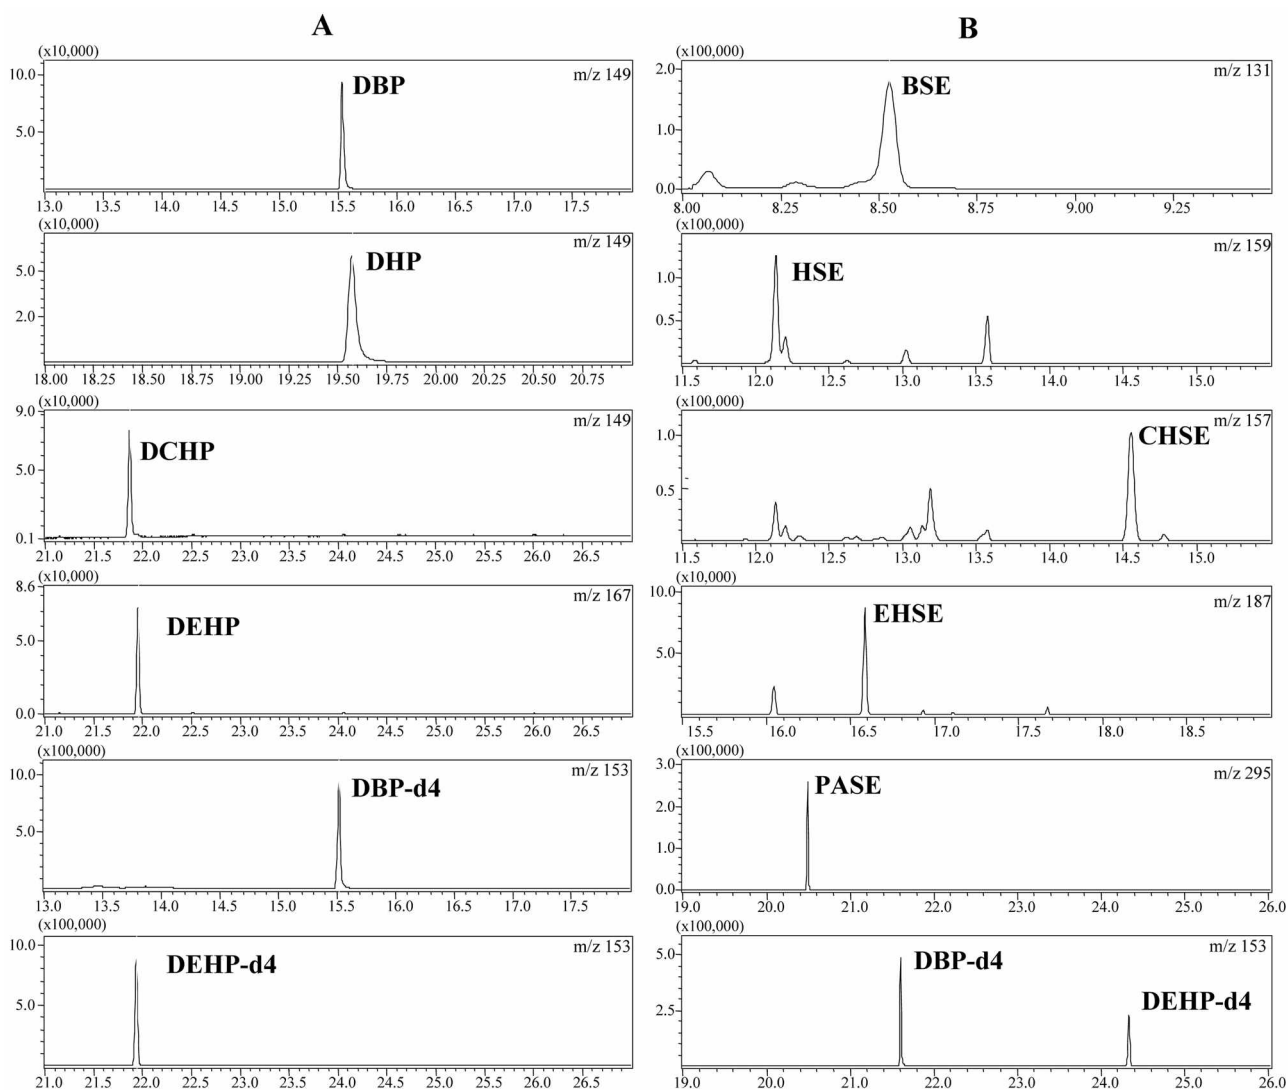 A
(x10,000)
10.0
5.0
DBP
m/z 149
13.0 13.5 14.0 14.5 15.0 15.5 16.0 16.5 17.0 17.5
(x10,000)
5.0
2.0
DHP
m/z 149
18.00 18.25 18.50 18.75 19.00 19.25 19.50 19.75 20.00 20.25 20.50 20.75
(x10,000)
9.0
5.0
0.1
DCHP
m/z 149
21.0 21.5 22.0 22.5 23.0 23.5 24.0 24.5 25.0 25.5 26.0 26.5
(x10,000)
8.6
5.0
0.0
DEHP
m/z 167
21.0 21.5 22.0 22.5 23.0 23.5 24.0 24.5 25.0 25.5 26.0 26.5
(x100,000)
10.0
5.0
DBP-d4
m/z 153
13.0 13.5 14.0 14.5 15.0 15.5 16.0 16.5 17.0 17.5
(x100,000)
10.0
5.0
DEHP-d4
m/z 153
21.0 21.5 22.0 22.5 23.0 23.5 24.0 24.5 25.0 25.5 26.0 26.5
B
(x100,000)
2.0
1.0
0.0
BSE
m/z 131
8.00 8.25 8.50 8.75 9.00 9.25
(x100,000)
1.0
0.5
HSE
m/z 159
11.5 12.0 12.5 13.0 13.5 14.0 14.5 15.0
(x100,000)
1.0
0.5
CHSE
m/z 157
11.5 12.0 12.5 13.0 13.5 14.0 14.5 15.0
(x10,000)
10.0
5.0
EHSE
m/z 187
15.5 16.0 16.5 17.0 17.5 18.0 18.5
(x100,000)
3.0
2.0
1.0
0.0
PASE
m/z 295
19.0 20.0 21.0 22.0 23.0 24.0 25.0 26.0
(x100,000)
5.0
2.5
DBP-d4
DEHP-d4
m/z 153
19.0 20.0 21.0 22.0 23.0 24.0 25.0 26.0